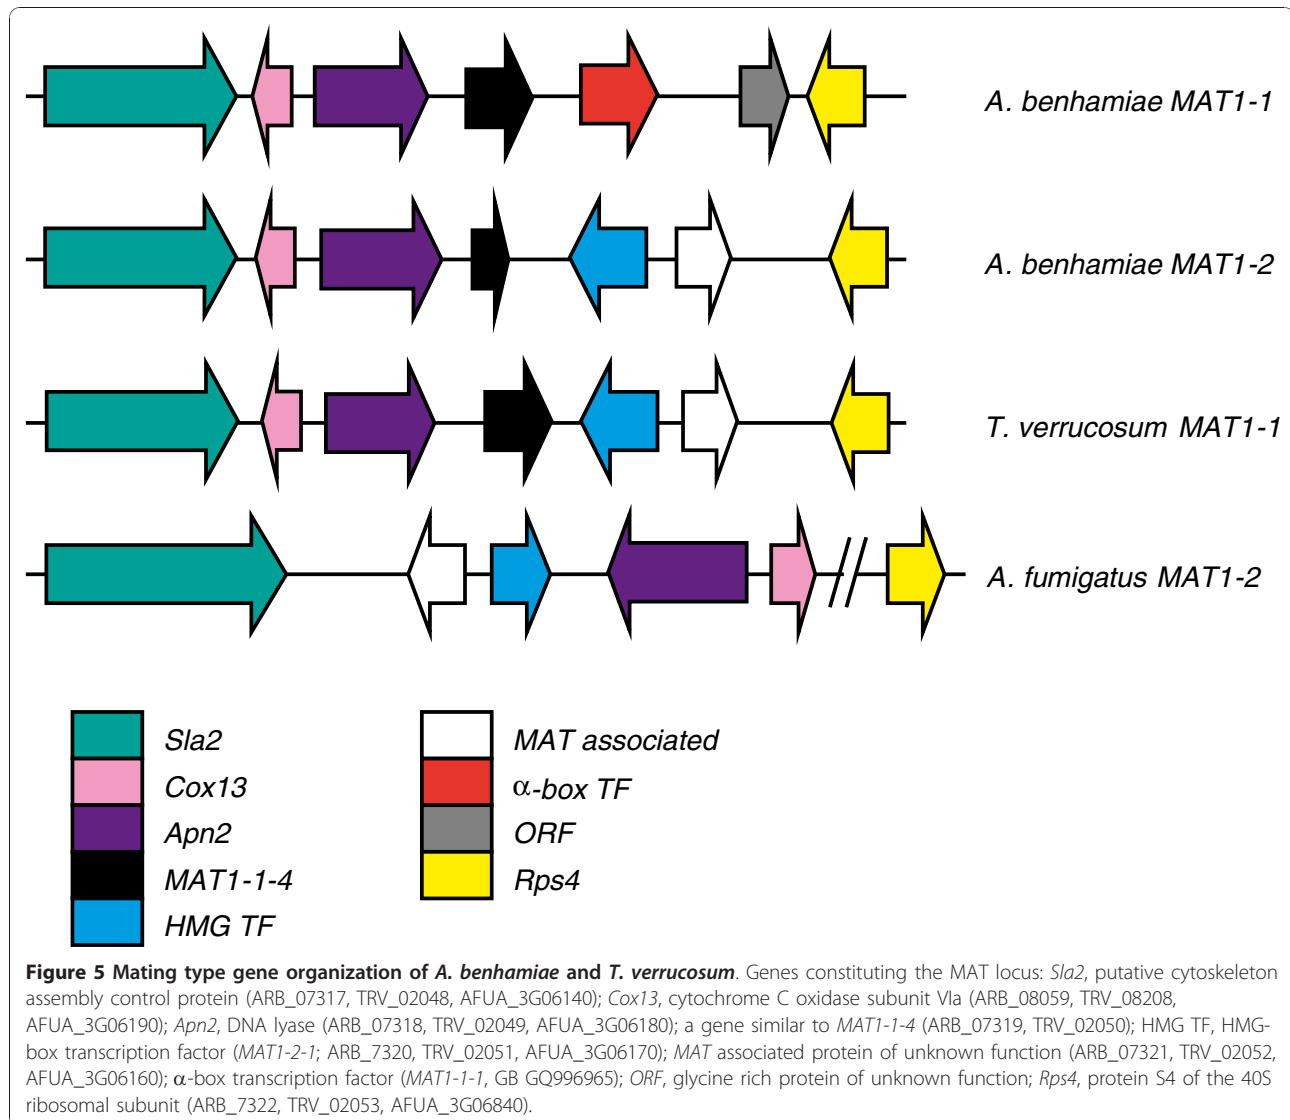 A. benhamiae MAT1-1
A. benhamiae MAT1-2
T. verrucosum MAT1-1
A. fumigatus MAT1-2
Sla2
Cox13
Apn2
MAT1-1-4
HMG TF
MAT associated
α-box TF
ORF
Rps4
Figure 5 Mating type gene organization of A. benhamiae and T. verrucosum. Genes constituting the MAT locus: Sla2, putative cytoskeleton
assembly control protein (ARB_07317, TRV_02048, AFUA_3G06140); Cox13, cytochrome C oxidase subunit VIa (ARB_08059, TRV_08208,
AFUA_3G06190); Apn2, DNA lyase (ARB_07318, TRV_02049, AFUA_3G06180); a gene similar to MAT1-1-4 (ARB_07319, TRV_02050); HMG TF, HMG-
box transcription factor (MAT1-2-1; ARB_7320, TRV_02051, AFUA_3G06170); MAT associated protein of unknown function (ARB_07321, TRV_02052,
AFUA_3G06160); α-box transcription factor (MAT1-1-1, GB GQ996965); ORF, glycine rich protein of unknown function; Rps4, protein S4 of the 40S
ribosomal subunit (ARB_7322, TRV_02053, AFUA_3G06840).